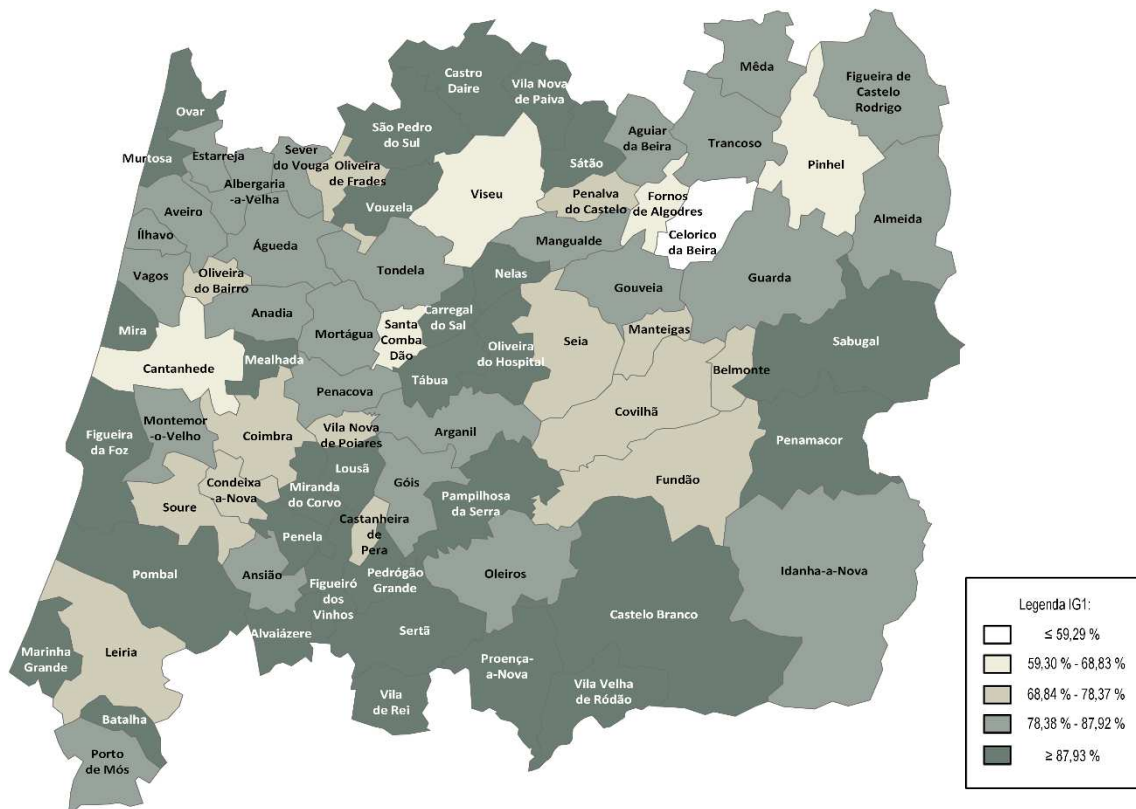 Castro
Daire
Vila Nova
de Paiva
Mêda
Figueira de
Castelo
Rodrigo
Ovar
São Pedro
do Sul
Aguiar
da Beira
Trancoso
Murtosa
Estarreja
Sever
do Vouga
Oliveira
de Frades
Sátão
Pinhel
Albergaria
-a-Velha
Vouzela
Viseu
Penalva
do Castelo
Fornos
de Algodres
Almeida
Aveiro
Ílhavo
Águeda
Mangualde
Celorico
da Beira
Vagos
Oliveira
do Bairro
Tondela
Nelas
Gouveia
Guarda
Mira
Anadia
Mortágua
Santa
Comba
Dão
Carregal
do Sal
Oliveira
do Hospital
Seia
Manteigas
Sabugal
Cantanhede
Mealhada
Tábua
Belmonte
Penacova
Covilhã
Montemor
-o-Velho
Coimbra
Vila Nova
de Poiares
Arganil
Figueira
da Foz
Penamacor
Lousã
Condeixa
-a-Nova
Miranda
do Corvo
Góis
Fundão
Soure
Pampilhosa
da Serra
Castanheira
de
Pera
Penela
Pombal
Ansião
Figueiró
dos
Vinhos
Pedrógão
Grande
Oleiros
Idanha-a-Nova
Castelo Branco
Alvaiázere
Sertã
Marinha
Grande
Leiria
Proença-
a-Nova
Vila
de Rei
Vila Velha
de Ródão
Batalha
Porto
de Mós
Legenda IG1:
≤ 59,29 %
59,30 % - 68,83 %
68,84 % - 78,37 %
78,38 % - 87,92 %
≥ 87,93 %